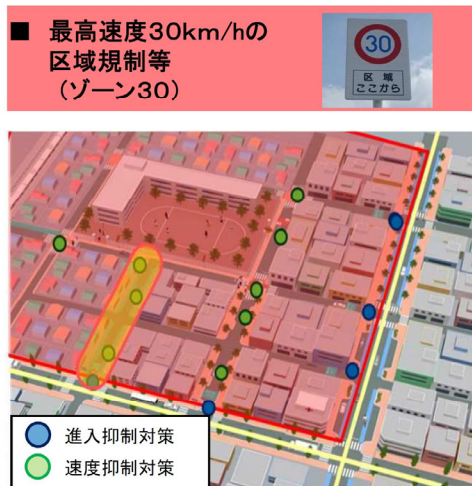 ■ 最高速度30km/hの
区域規制等
(ゾーン30)
30
区域
ここから
進入抑制対策
速度抑制対策